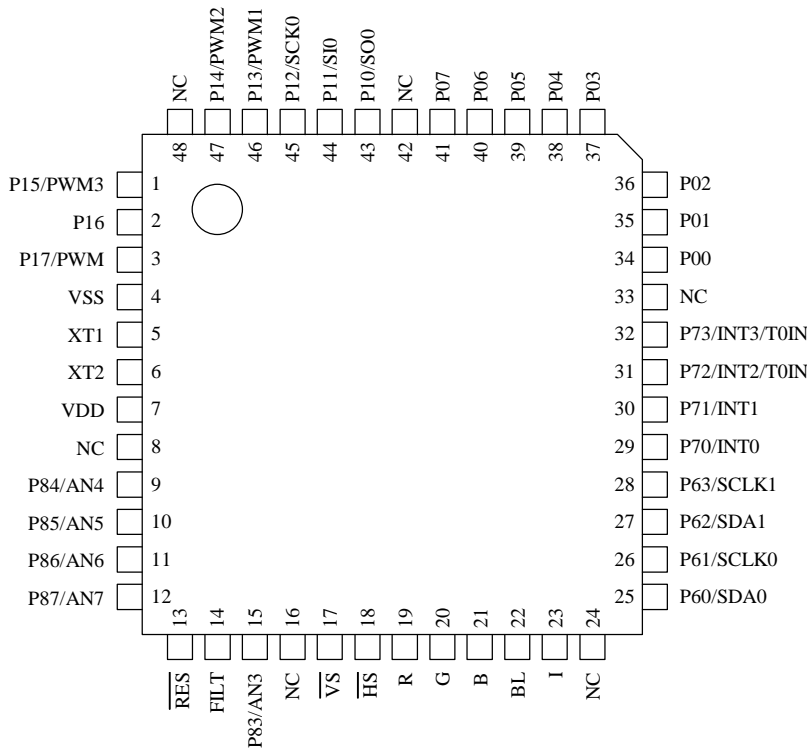 NC
P14/PWM2
P13/PWM1
P12/SCK0
P11/SI0
P10/SO0
NC
P07
P06
P05
P04
P03
48
47
46
45
44
43
42
41
40
39
38
37
P15/PWM3 1
P16 2
P17/PWM 3
VSS 4
XT1 5
XT2 6
VDD 7
NC 8
P84/AN4 9
P85/AN5 10
P86/AN6 11
P87/AN7 12
36 P02
35 P01
34 P00
33 NC
32 P73/INT3/T0IN
31 P72/INT2/T0IN
30 P71/INT1
29 P70/INT0
28 P63/SCLK1
27 P62/SDA1
26 P61/SCLK0
25 P60/SDA0
13
14
15
16
17
18
19
20
21
22
23
24
RES
FILT
P83/AN3
NC
VS
HS
R
G
B
BL
I
NC